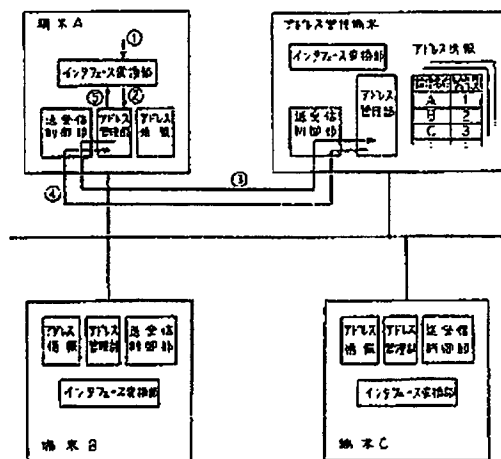 端末A
①
インタフェース変換部
⑤ ②
送受信
制御部
アドレス
管理部
アドレス
情報
③
④
アドレス管理端末
インタフェース変換部
アドレス情報
送受信
制御部
アドレス
管理部
A 1
B 2
C 3
アドレス
情報
アドレス
管理部
送受信
制御部
インタフェース変換部
端末B
アドレス
情報
アドレス
管理部
送受信
制御部
インタフェース変換部
端末C